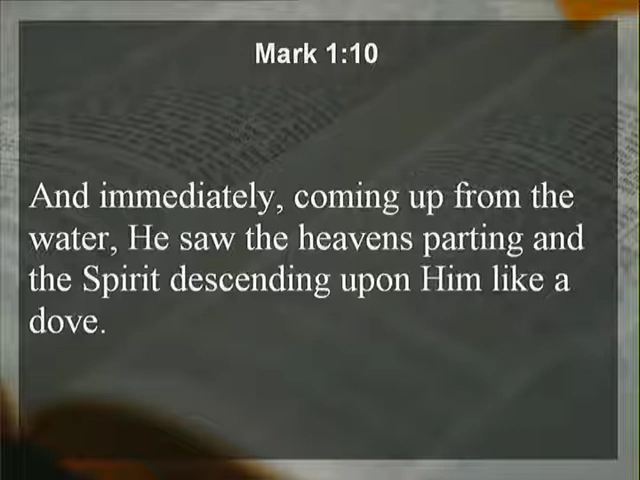 Mark 1:10
And immediately, coming up from the
water, He saw the heavens parting and
the Spirit descending upon Him like a
dove.